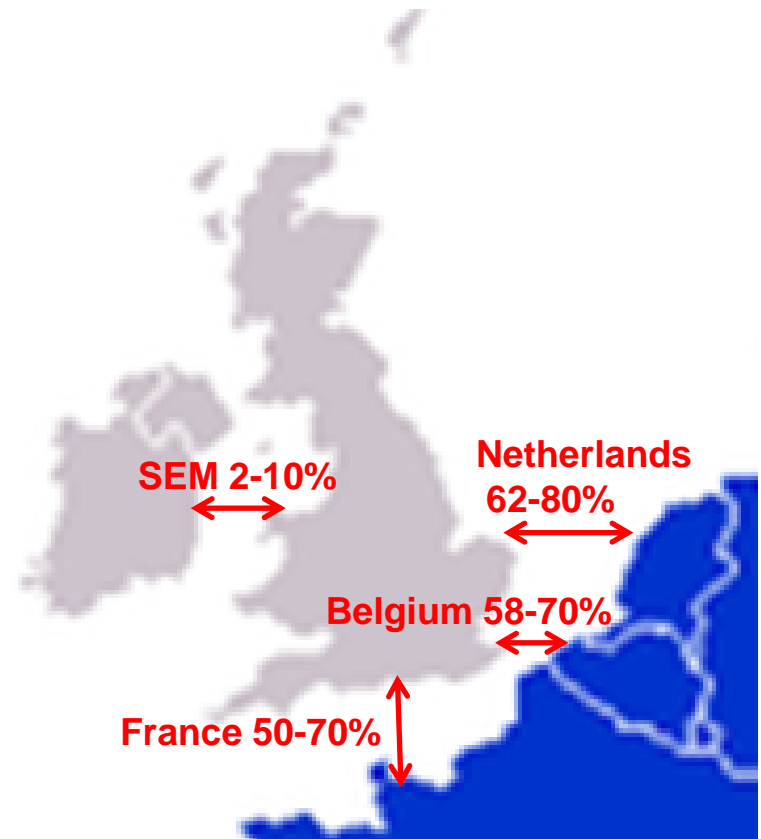 Netherlands
62-80%
SEM 2-10%
Belgium 58-70%
France 50-70%